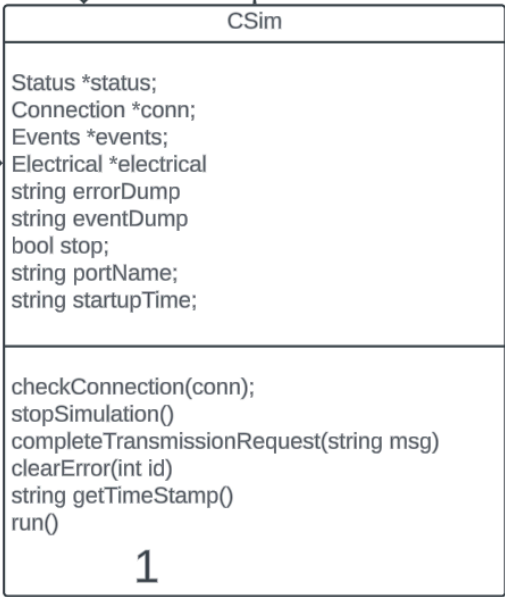 CSim
Status *status;
Connection *conn;
Events *events;
Electrical *electrical
string errorDump
string eventDump
bool stop;
string portName;
string startupTime;
checkConnection(conn);
stopSimulation()
completeTransmissionRequest(string msg)
clearError(int id)
string getTimeStamp()
run()
1